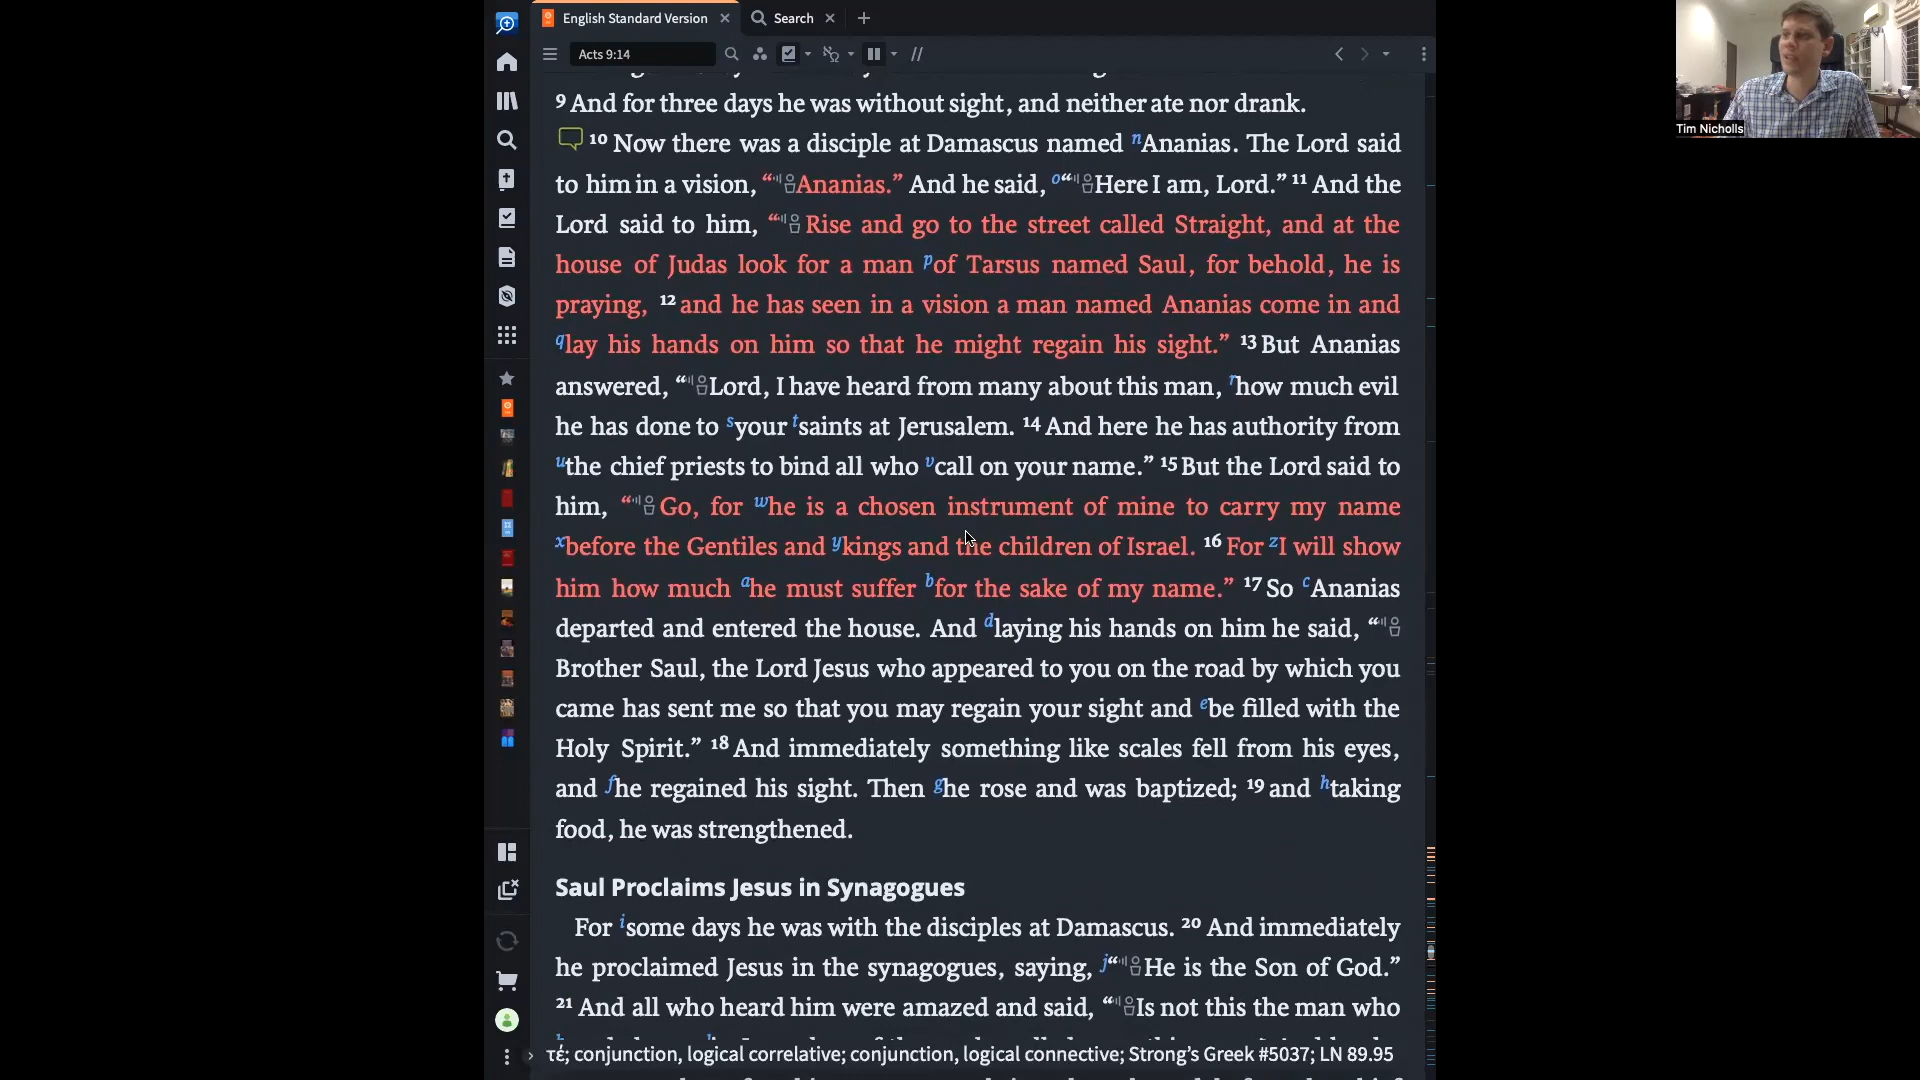 English Standard Version
Search
Acts 9:14
Tim Nicholls
9 And for three days he was without sight, and neither ate nor drank.
10 Now there was a disciple at Damascus named n Ananias. The Lord said
to him in a vision, “Ananias.” And he said, o “Here I am, Lord.” 11 And the
Lord said to him, “Rise and go to the street called Straight, and at the
house of Judas look for a man p of Tarsus named Saul, for behold, he is
praying, 12 and he has seen in a vision a man named Ananias come in and
q lay his hands on him so that he might regain his sight.” 13 But Ananias
answered, “Lord, I have heard from many about this man, r how much evil
he has done to s your t saints at Jerusalem. 14 And here he has authority from
u the chief priests to bind all who v call on your name.” 15 But the Lord said to
him, “Go, for w he is a chosen instrument of mine to carry my name
x before the Gentiles and y kings and the children of Israel. 16 For z I will show
him how much a he must suffer b for the sake of my name.” 17 So c Ananias
departed and entered the house. And d laying his hands on him he said, “
Brother Saul, the Lord Jesus who appeared to you on the road by which you
came has sent me so that you may regain your sight and e be filled with the
Holy Spirit.” 18 And immediately something like scales fell from his eyes,
and f he regained his sight. Then g he rose and was baptized; 19 and h taking
food, he was strengthened.
Saul Proclaims Jesus in Synagogues
For i some days he was with the disciples at Damascus. 20 And immediately
he proclaimed Jesus in the synagogues, saying, j “He is the Son of God.”
21 And all who heard him were amazed and said, “Is not this the man who
τέ; conjunction, logical correlative; conjunction, logical connective; Strong’s Greek #5037; LN 89.95